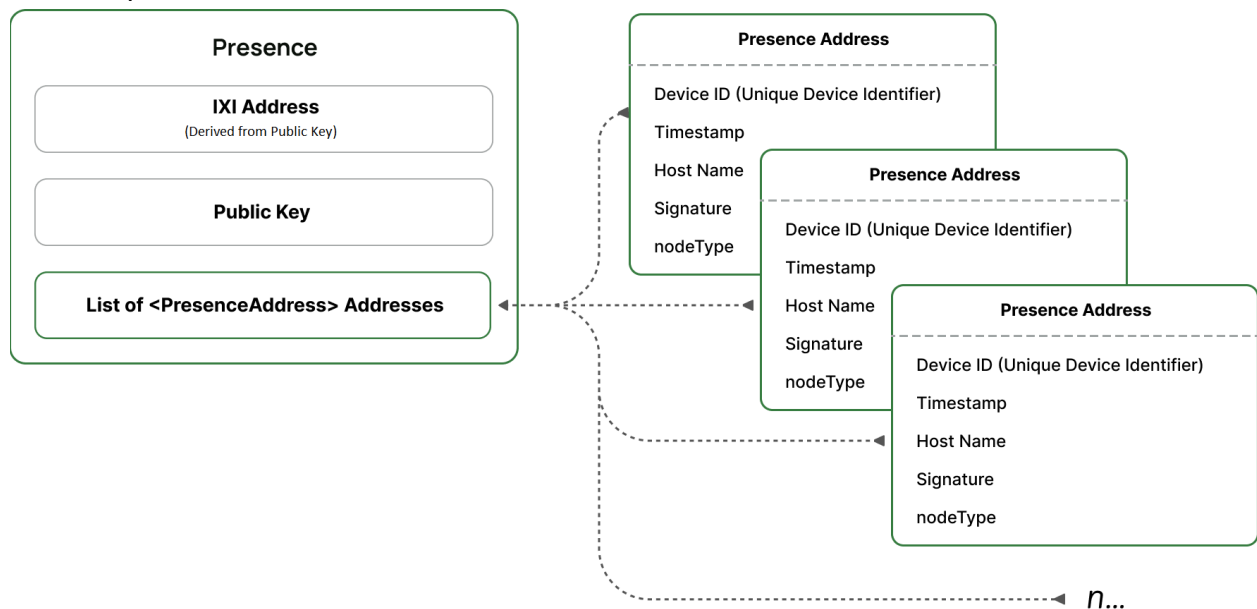 Presence
IXI Address
(Derived from Public Key)
Public Key
List of <PresenceAddress> Addresses
Presence Address
Device ID (Unique Device Identifier)
Timestamp
Host Name
Signature
nodeType
Presence Address
Device ID (Unique Device Identifier)
Timestamp
Host Name
Signature
nodeType
Presence Address
Device ID (Unique Device Identifier)
Timestamp
Host Name
Signature
nodeType
n...